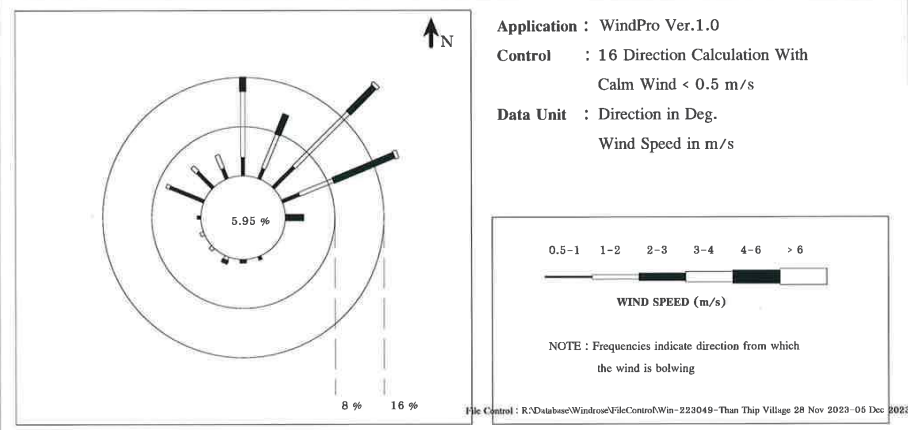 N
5.95 %
8 % 16 %
Application : WindPro Ver.1.0
Control : 16 Direction Calculation With
Calm Wind < 0.5 m/s
Data Unit : Direction in Deg.
Wind Speed in m/s
0.5-1 1-2 2-3 3-4 4-6 > 6
WIND SPEED (m/s)
NOTE : Frequencies indicate direction from which
the wind is bolwing
File Control : R:\Database\Windrose\FileControl\Win-223049-Than Thip Village 28 Nov 2023-05 Dec 2023